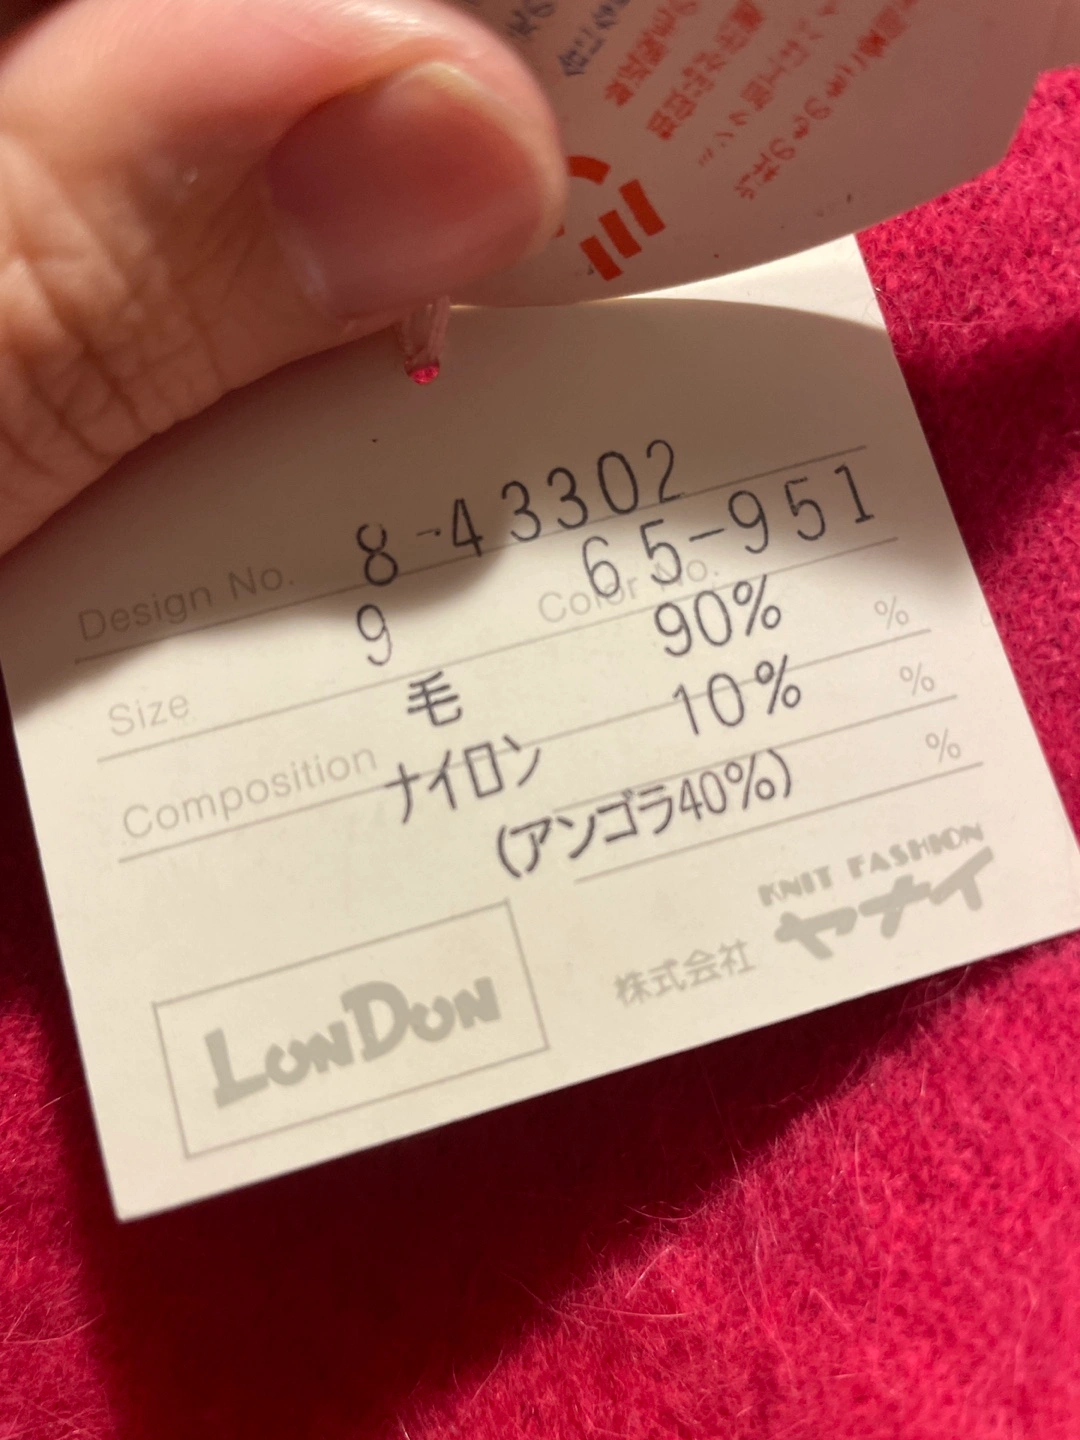 Design No. 8-43302
Color No. 65-951
Size 9
Composition 毛 90% %
ナイロン 10% %
(アンゴラ40%) %
KNIT FASHION
株式会社 ヤナイ
LONDON